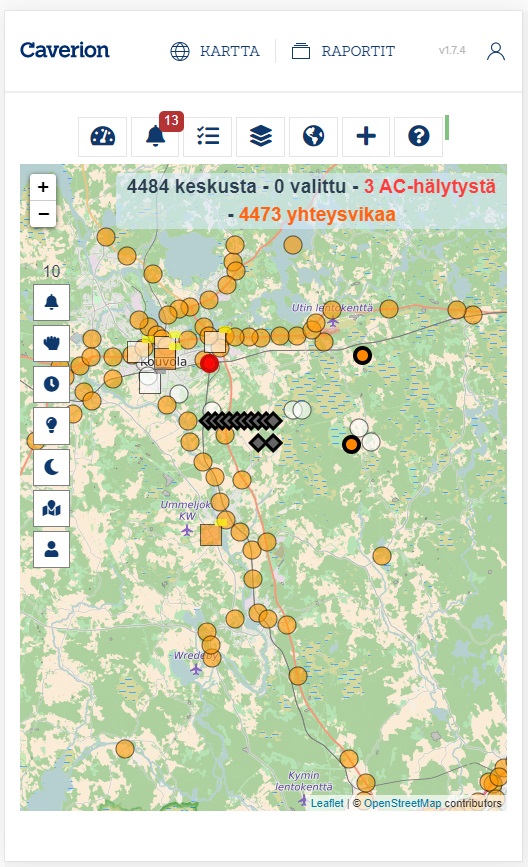 Caverion
KARTTA
RAPORTIT
v1.7.4
13
4484 keskusta - 0 valittu - 3 AC-hälytystä
- 4473 yhteysvikaa
+
−
10
Utin lentokenttä
Kouvola
Ummeljok
KW
Wredeby
Kymin
lentokenttä
Leaflet | © OpenStreetMap contributors